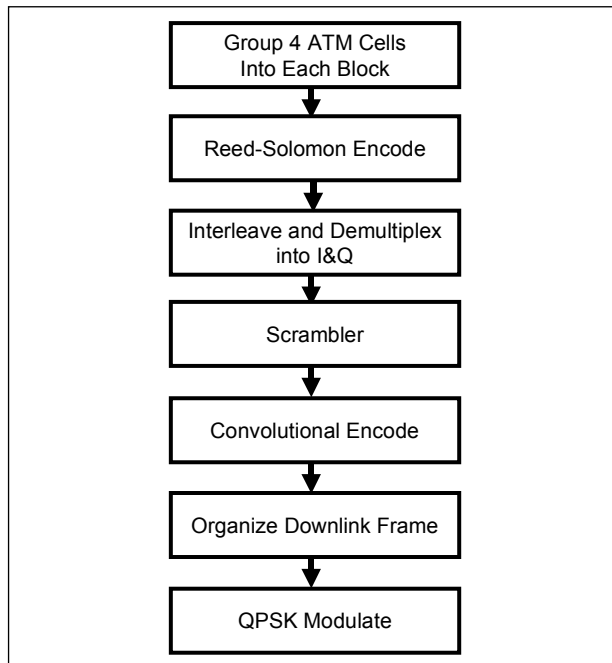 Group 4 ATM Cells
Into Each Block
Reed-Solomon Encode
Interleave and Demultiplex
into I&Q
Scrambler
Convolutional Encode
Organize Downlink Frame
QPSK Modulate